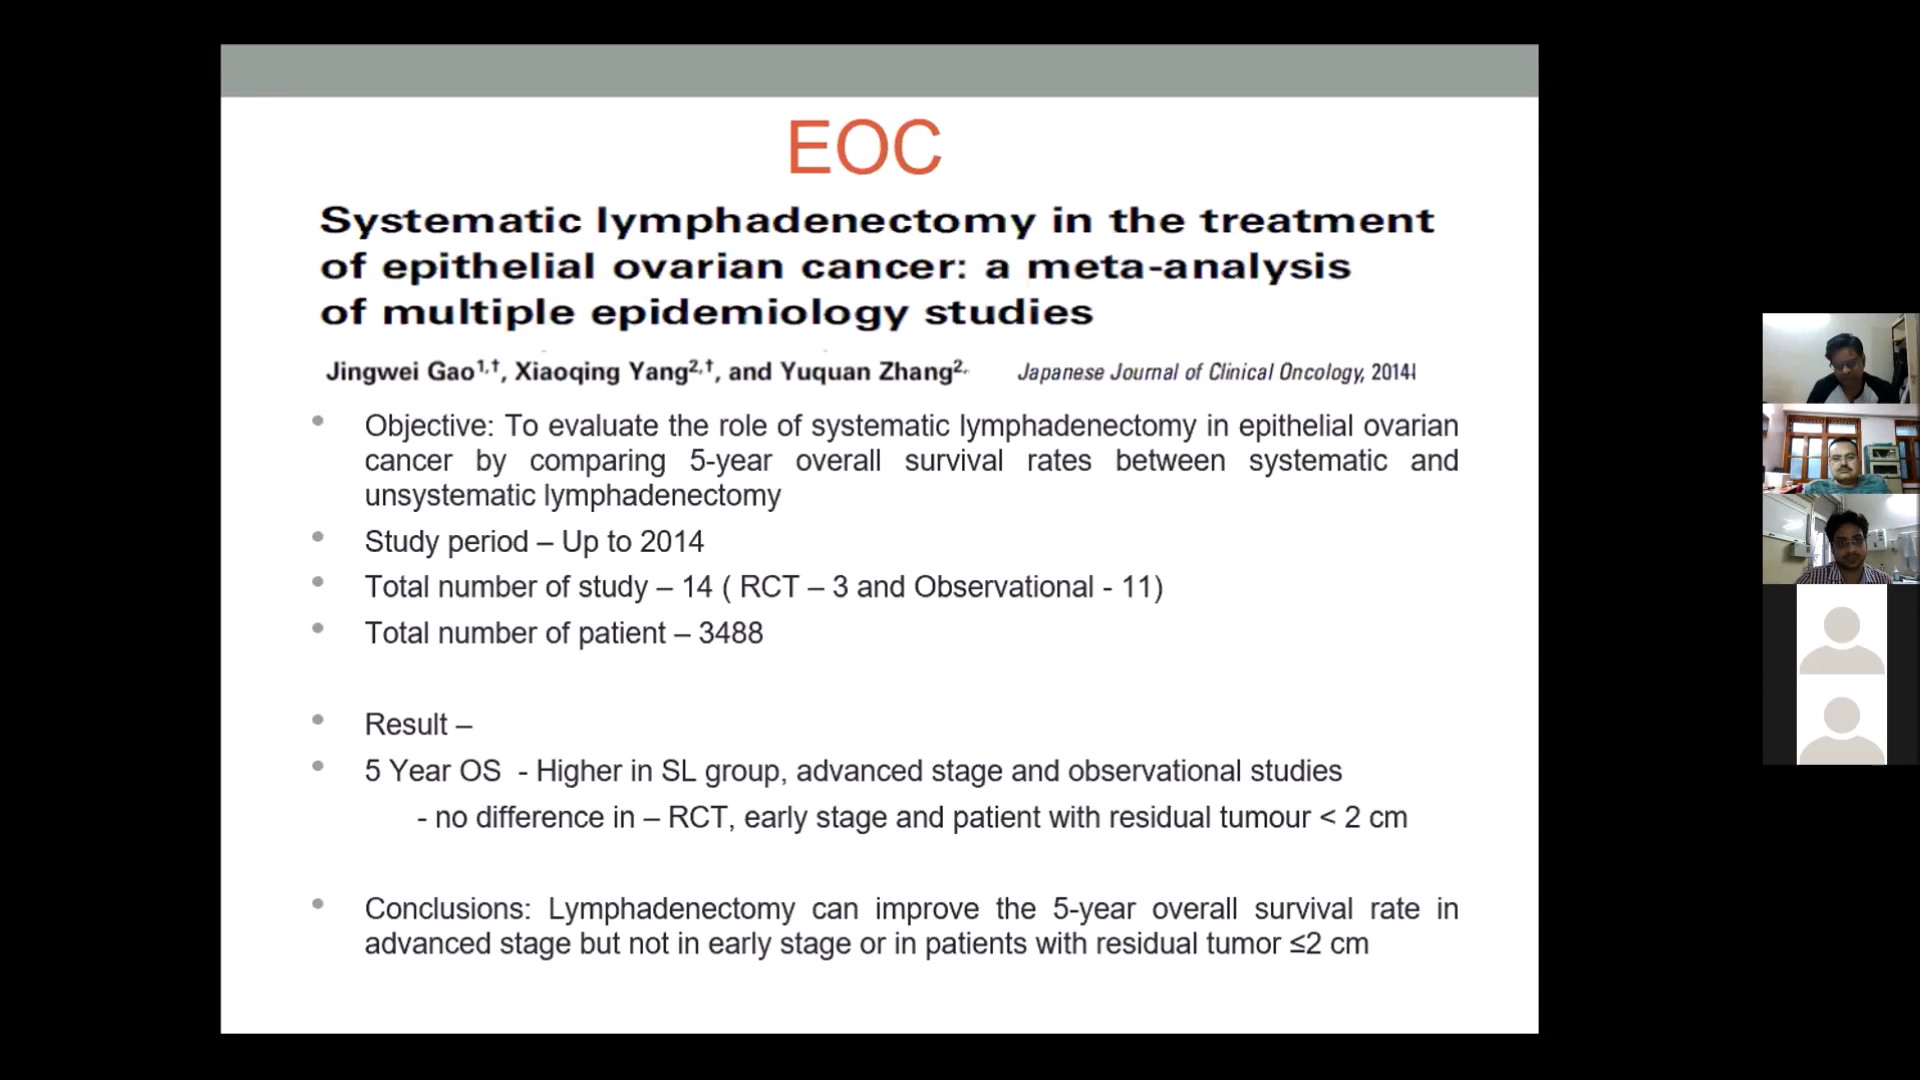 EOC
Systematic lymphadenectomy in the treatment
of epithelial ovarian cancer: a meta-analysis
of multiple epidemiology studies
Jingwei Gao1,†, Xiaoqing Yang2,†, and Yuquan Zhang2, Japanese Journal of Clinical Oncology, 2014
• Objective: To evaluate the role of systematic lymphadenectomy in epithelial ovarian
cancer by comparing 5-year overall survival rates between systematic and
unsystematic lymphadenectomy
• Study period – Up to 2014
• Total number of study – 14 ( RCT – 3 and Observational - 11)
• Total number of patient – 3488
• Result –
• 5 Year OS - Higher in SL group, advanced stage and observational studies
- no difference in – RCT, early stage and patient with residual tumour < 2 cm
• Conclusions: Lymphadenectomy can improve the 5-year overall survival rate in
advanced stage but not in early stage or in patients with residual tumor ≤2 cm